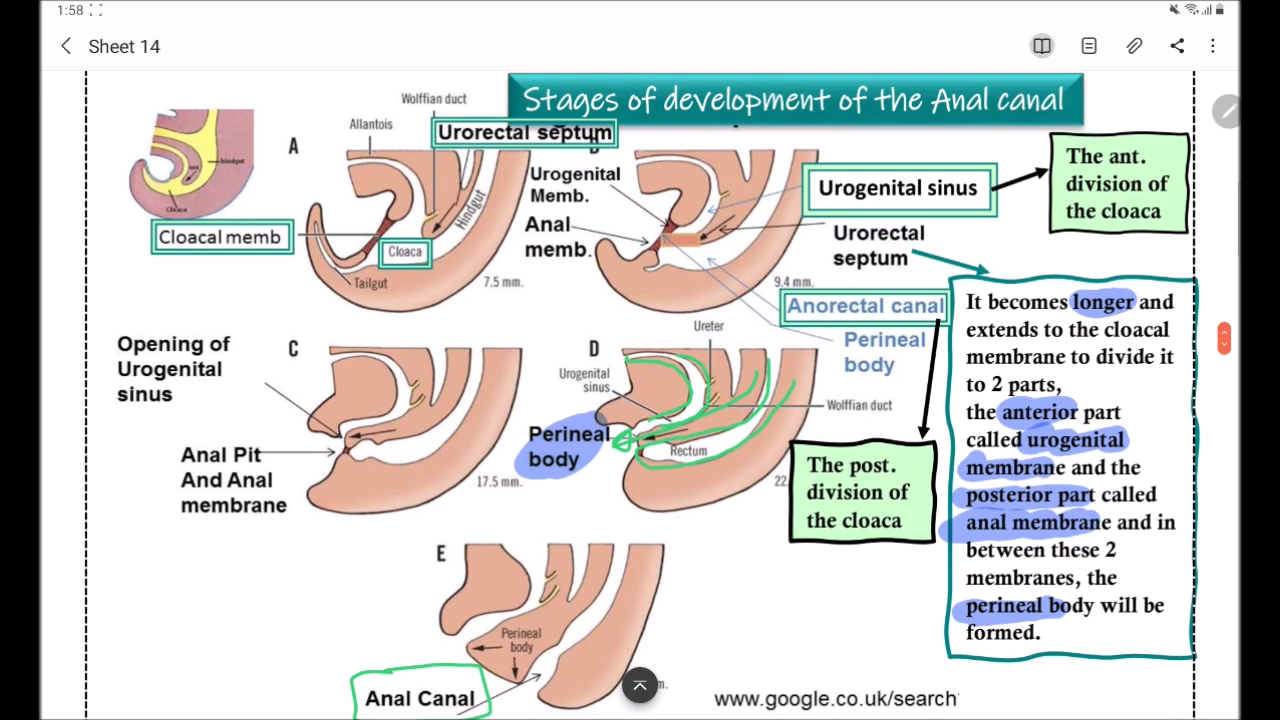 1:58
Sheet 14
Stages of development of the Anal canal
Wolffian duct
Allantois
Urorectal septum
A
B
hindgut
Cloaca
Cloacal memb
Cloaca
Hindgut
Tailgut
7.5 mm.
Urogenital
Memb.
Anal
memb.
Urogenital sinus
The ant.
division of
the cloaca
Urorectal
septum
9.4 mm.
Anorectal canal
Perineal
body
It becomes longer and
extends to the cloacal
membrane to divide it
to 2 parts,
the anterior part
called urogenital
membrane and the
posterior part called
anal membrane and in
between these 2
membranes, the
perineal body will be
formed.
Opening of
Urogenital
sinus
C
Anal Pit
And Anal
membrane
17.5 mm.
D
Ureter
Urogenital
sinus
Wolffian duct
Perineal
body
Rectum
22.
The post.
division of
the cloaca
E
Perineal
body
Anal Canal
m.
www.google.co.uk/search